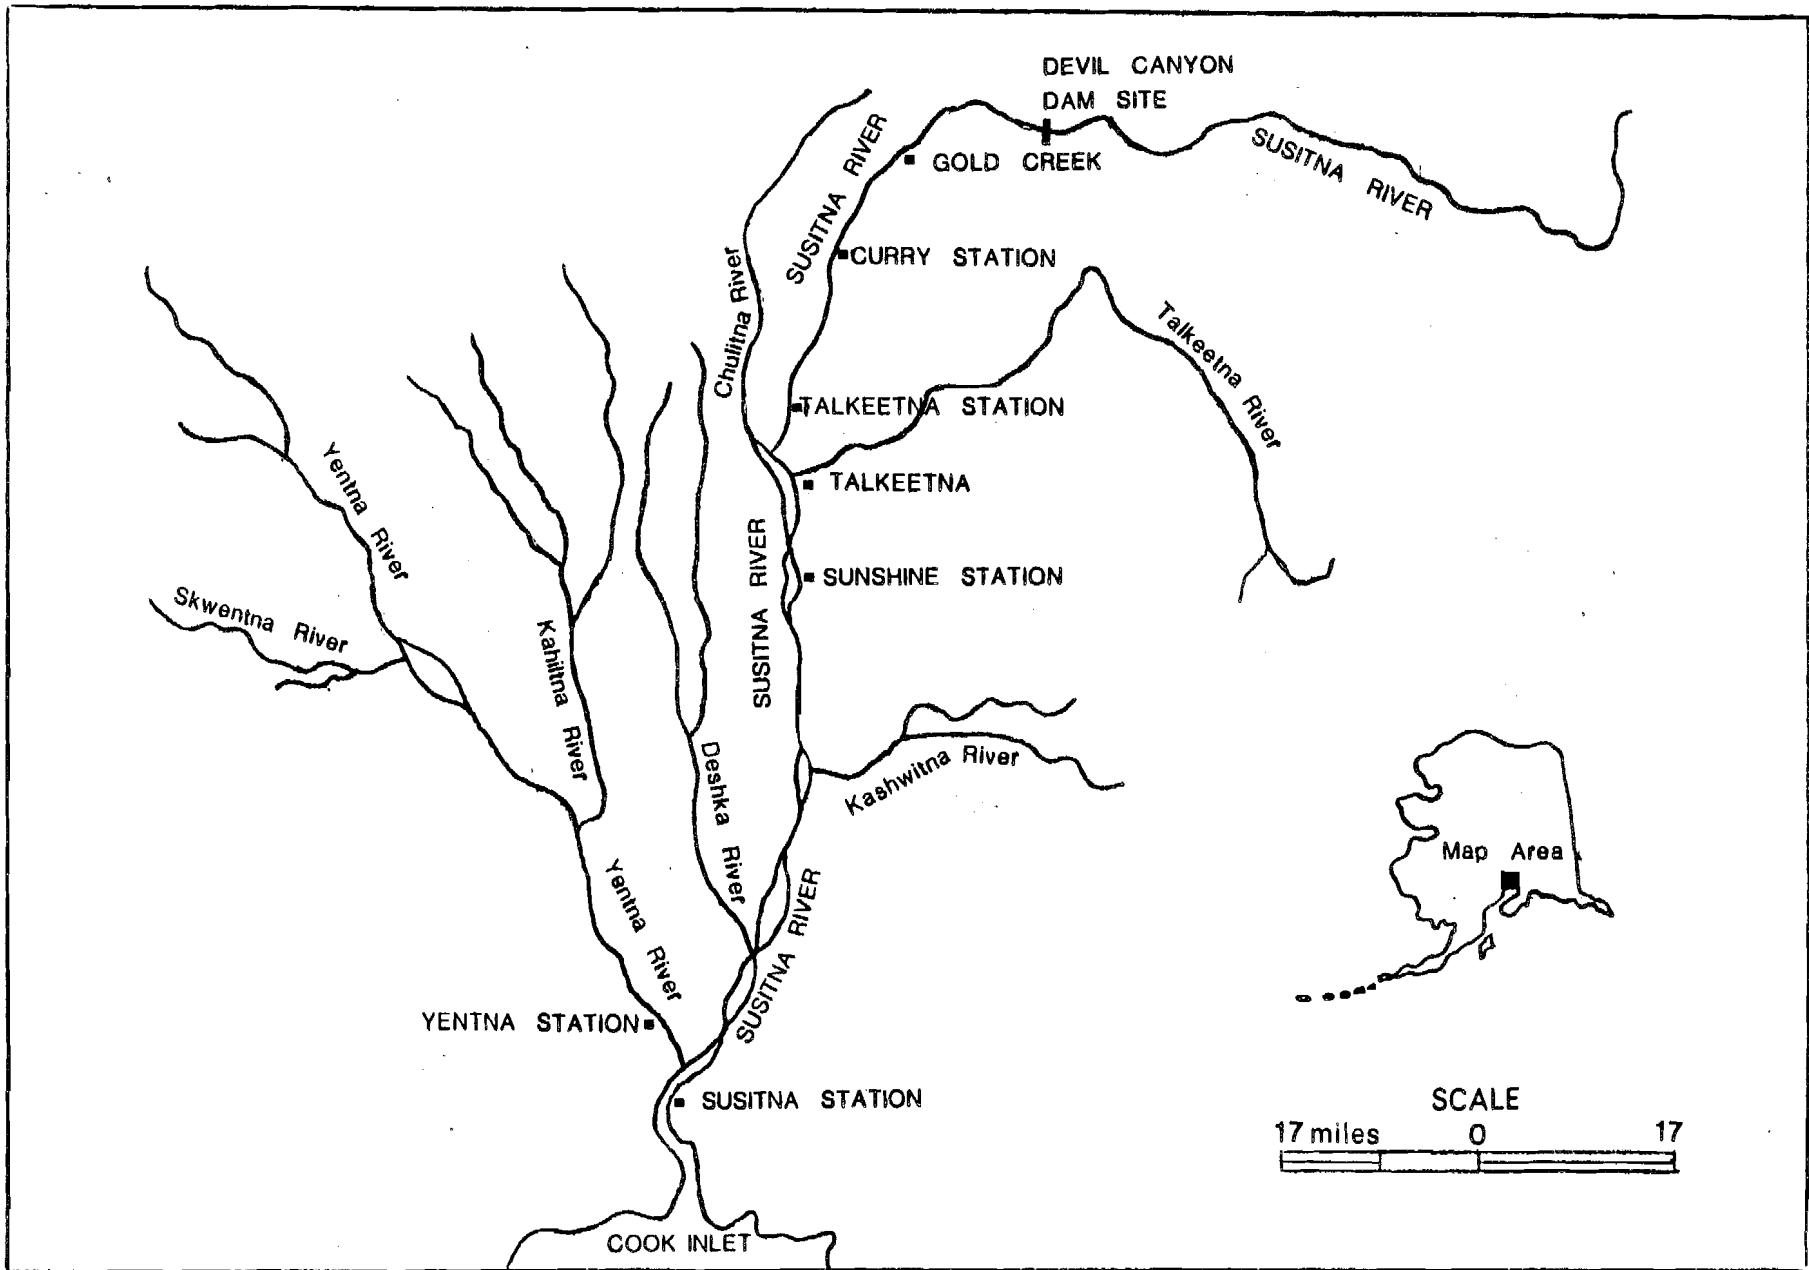 DEVIL CANYON
DAM SITE
SUSITNA RIVER
SUSITNA RIVER
GOLD CREEK
CURRY STATION
Chulitna River
Talkeetna River
TALKEETNA STATION
TALKEETNA
Yentna River
SUSITNA RIVER
SUNSHINE STATION
Skwentna River
Kahiltna River
Deshka River
Kashwitna River
Map Area
Yentna River
SUSITNA RIVER
YENTNA STATION
SUSITNA STATION
SCALE
17 miles 0 17
COOK INLET